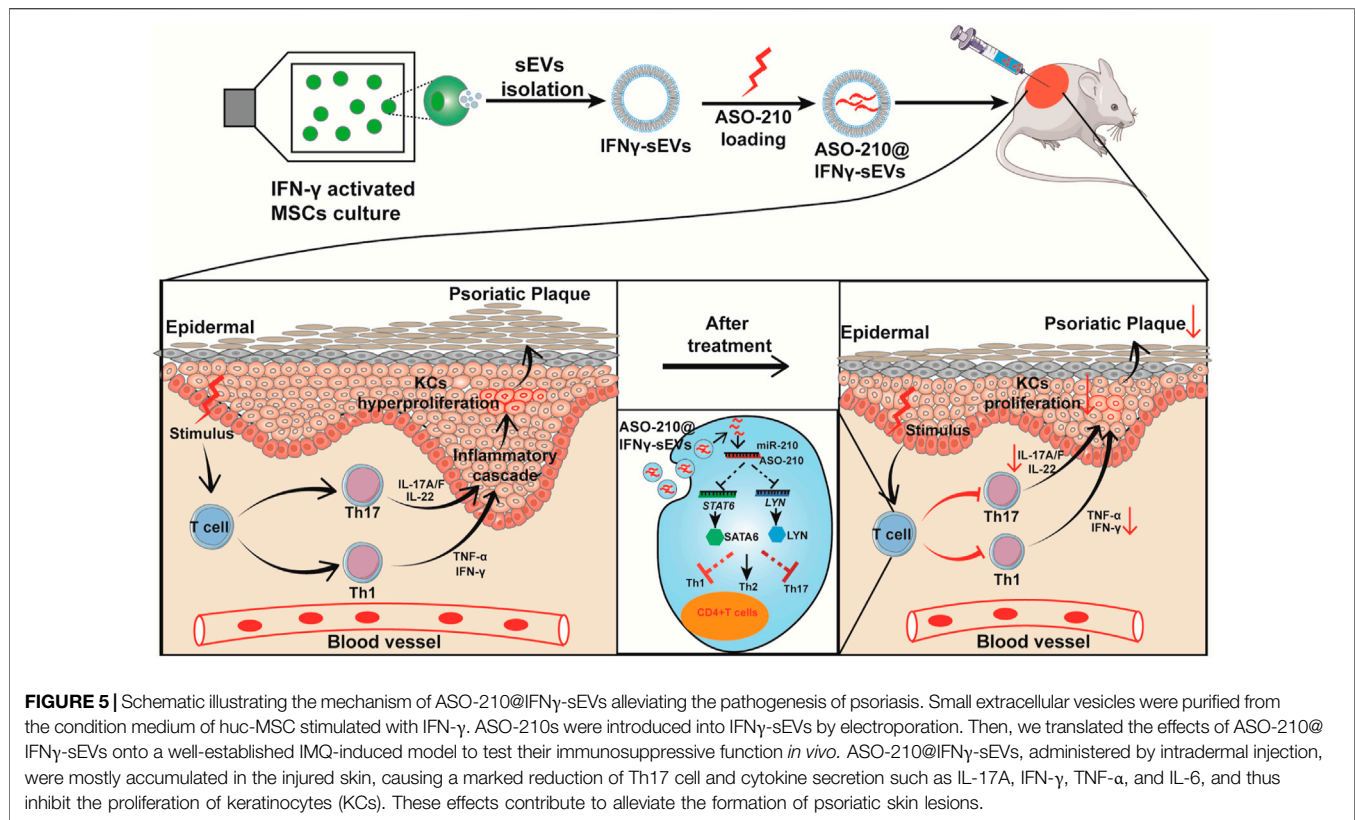 sEVs
isolation
IFNγ-sEVs
ASO-210
loading
ASO-210@
IFNγ-sEVs
IFN-γ activated
MSCs culture
Psoriatic Plaque
Epidermal
KCs
hyperproliferation
Stimulus
Inflammatory
cascade
IL-17A/F
IL-22
Th17
T cell
TNF-α
IFN-γ
Th1
Blood vessel
After
treatment
ASO-210@
IFNγ-sEVs
miR-210
ASO-210
STAT6
LYN
SATA6
LYN
Th1
Th2
Th17
CD4+T cells
Epidermal
Psoriatic Plaque
KCs
proliferation
Stimulus
IL-17A/F
IL-22
Th17
T cell
TNF-α
IFN-γ
Th1
Blood vessel
FIGURE 5 | Schematic illustrating the mechanism of ASO-210@IFNγ-sEVs alleviating the pathogenesis of psoriasis. Small extracellular vesicles were purified from
the condition medium of huc-MSC stimulated with IFN-γ. ASO-210s were introduced into IFNγ-sEVs by electroporation. Then, we translated the effects of ASO-210@
IFNγ-sEVs onto a well-established IMQ-induced model to test their immunosuppressive function in vivo. ASO-210@IFNγ-sEVs, administered by intradermal injection,
were mostly accumulated in the injured skin, causing a marked reduction of Th17 cell and cytokine secretion such as IL-17A, IFN-γ, TNF-α, and IL-6, and thus
inhibit the proliferation of keratinocytes (KCs). These effects contribute to alleviate the formation of psoriatic skin lesions.